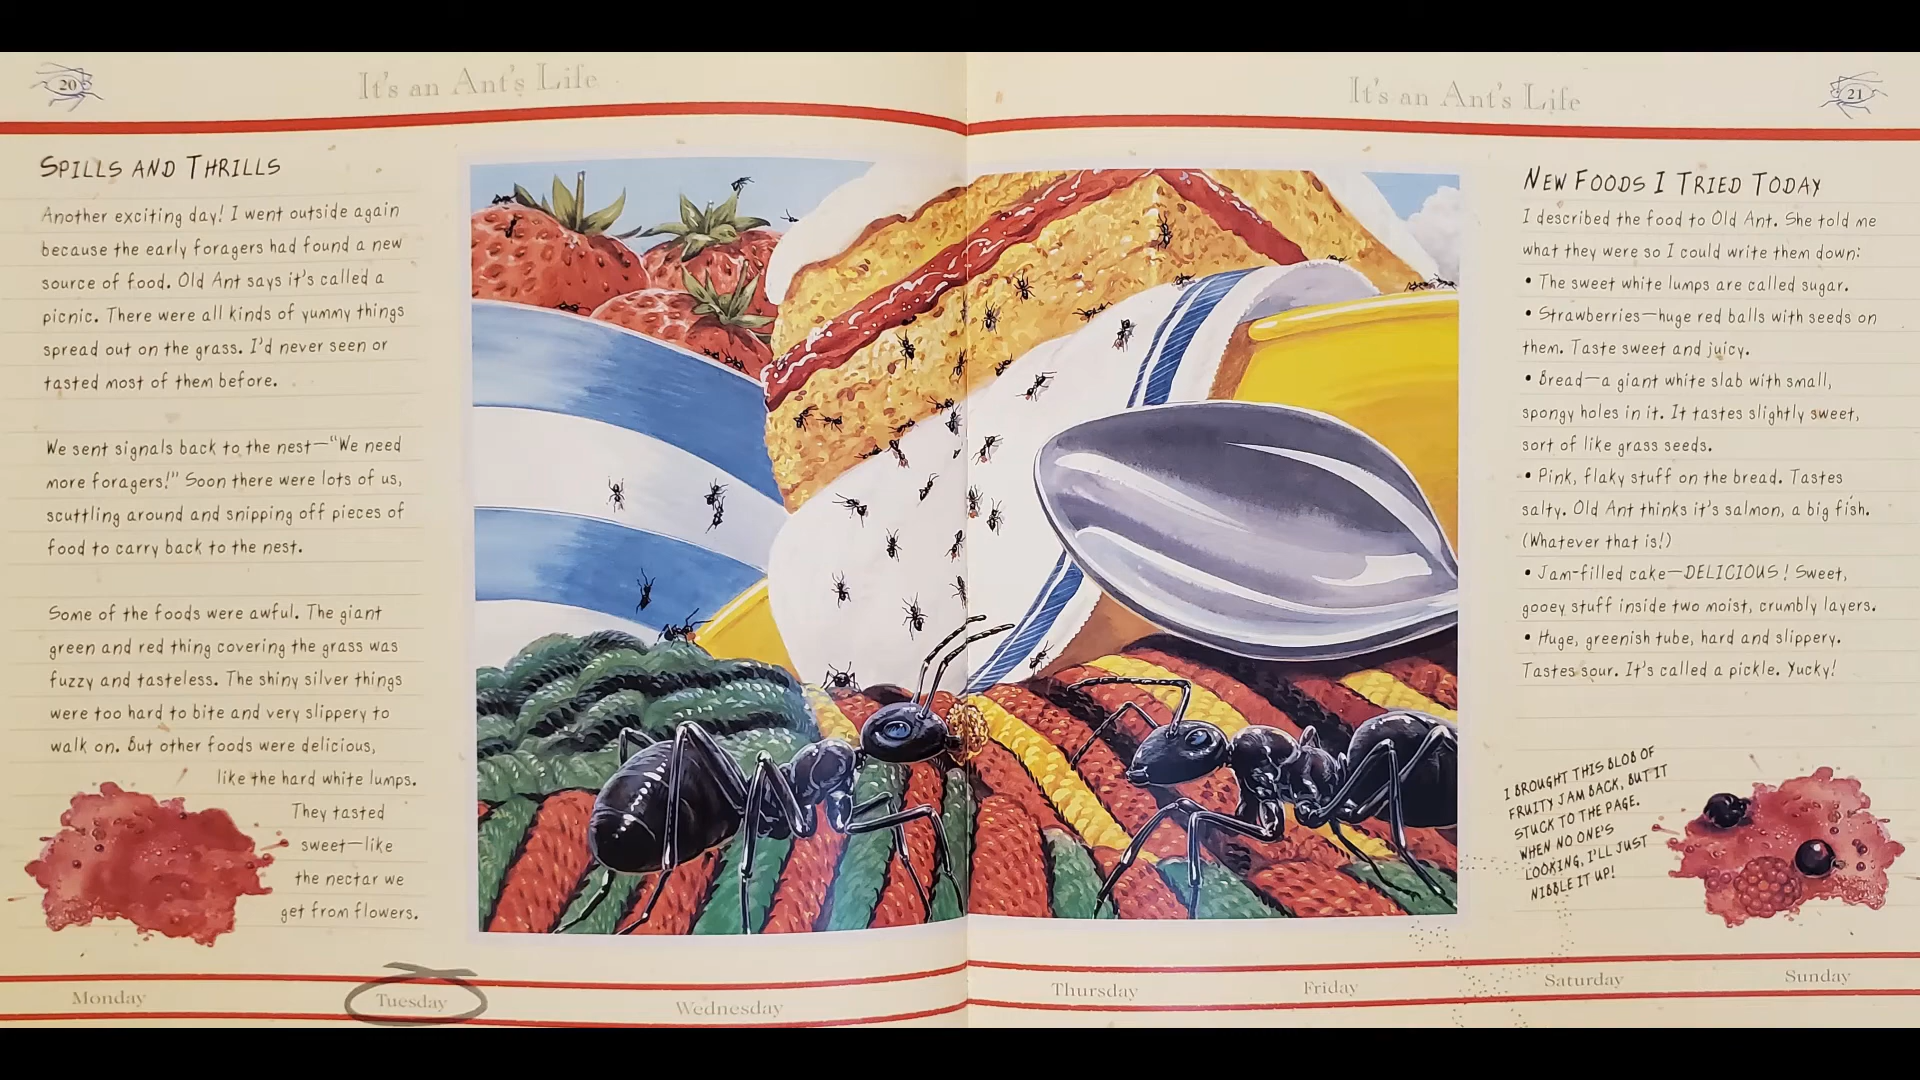 20
It's an Ant's Life
SPILLS AND THRILLS
Another exciting day! I went outside again
because the early foragers had found a new
source of food. Old Ant says it's called a
picnic. There were all kinds of yummy things
spread out on the grass. I'd never seen or
tasted most of them before.
We sent signals back to the nest—"We need
more foragers!" Soon there were lots of us,
scuttling around and snipping off pieces of
food to carry back to the nest.
Some of the foods were awful. The giant
green and red thing covering the grass was
fuzzy and tasteless. The shiny silver things
were too hard to bite and very slippery to
walk on. But other foods were delicious,
like the hard white lumps.
They tasted
sweet—like
the nectar we
get from flowers.
Monday
Tuesday
Wednesday
It's an Ant's Life
21
NEW FOODS I TRIED TODAY
I described the food to Old Ant. She told me
what they were so I could write them down:
• The sweet white lumps are called sugar.
• Strawberries—huge red balls with seeds on
them. Taste sweet and juicy.
• Bread—a giant white slab with small,
spongy holes in it. It tastes slightly sweet,
sort of like grass seeds.
• Pink, flaky stuff on the bread. Tastes
salty. Old Ant thinks it's salmon, a big fish.
(Whatever that is!)
• Jam-filled cake—DELICIOUS! Sweet,
gooey stuff inside two moist, crumbly layers.
• Huge, greenish tube, hard and slippery.
Tastes sour. It's called a pickle. Yucky!
I BROUGHT THIS BLOB OF
FRUITY JAM BACK, BUT IT
STUCK TO THE PAGE.
WHEN NO ONE'S
LOOKING, I'LL JUST
NIBBLE IT UP!
Thursday
Friday
Saturday
Sunday